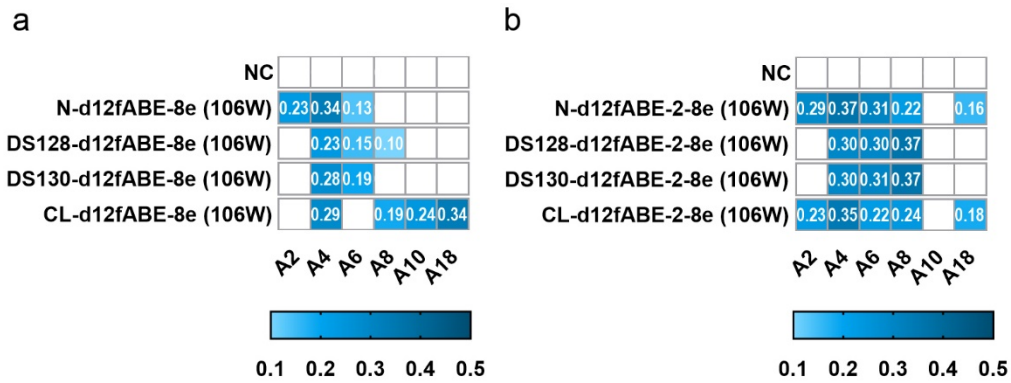 a
NC
N-d12fABE-8e (106W) 0.23 0.34 0.13
DS128-d12fABE-8e (106W) 0.23 0.15 0.10
DS130-d12fABE-8e (106W) 0.28 0.19
CL-d12fABE-8e (106W) 0.29 0.19 0.24 0.34
A2 A4 A6 A8 A10 A18
0.1 0.2 0.3 0.4 0.5
b
NC
N-d12fABE-2-8e (106W) 0.29 0.37 0.31 0.22 0.16
DS128-d12fABE-2-8e (106W) 0.30 0.30 0.37
DS130-d12fABE-2-8e (106W) 0.30 0.31 0.37
CL-d12fABE-2-8e (106W) 0.23 0.35 0.22 0.24 0.18
A2 A4 A6 A8 A10 A18
0.1 0.2 0.3 0.4 0.5